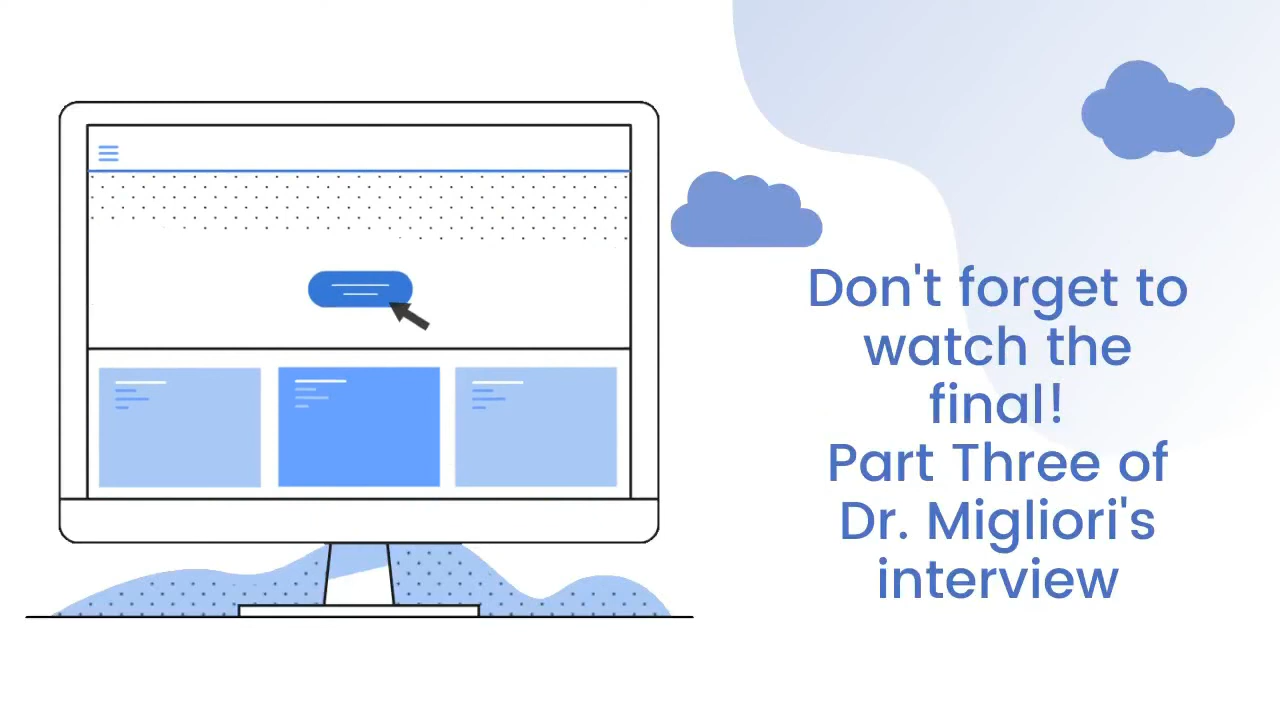 Don't forget to
watch the
final!
Part Three of
Dr. Migliori's
interview